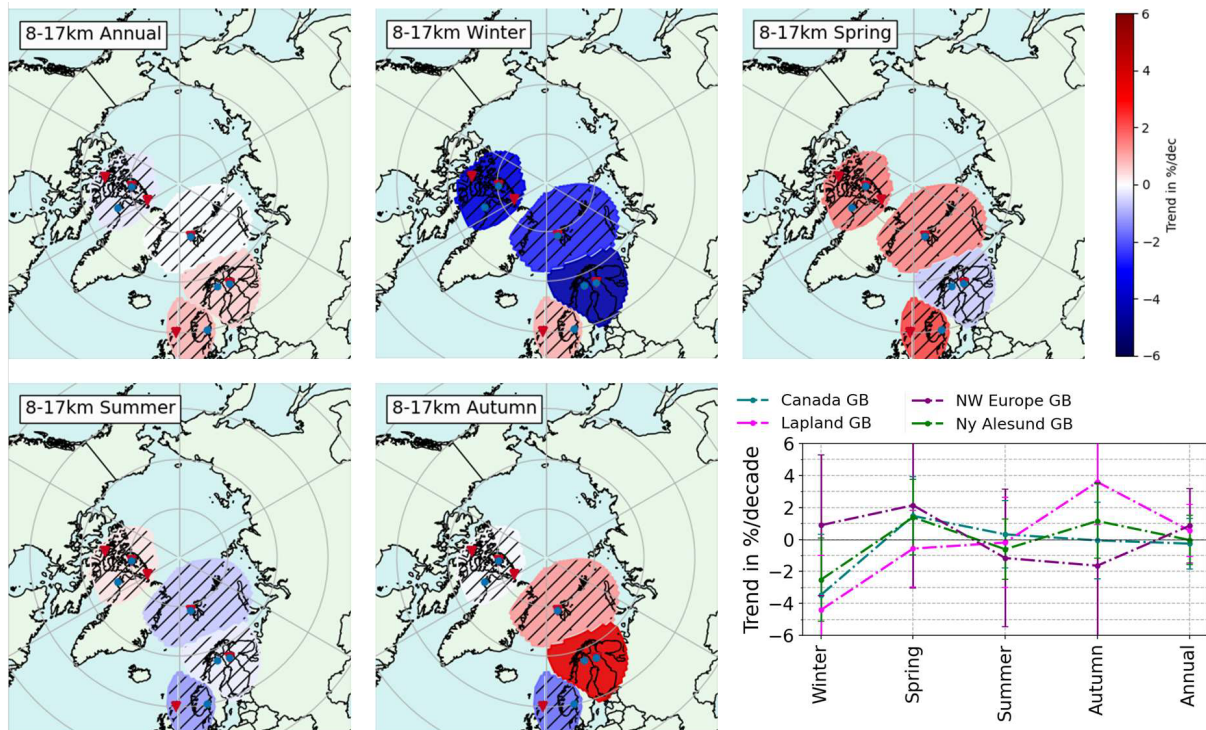 8-17km Annual
8-17km Winter
8-17km Spring
6
4
2
0
−2
−4
−6
Trend in %/dec
8-17km Summer
8-17km Autumn
Canada GB
NW Europe GB
Lapland GB
Ny Alesund GB
6
4
2
0
−2
−4
−6
Trend in %/decade
Winter
Spring
Summer
Autumn
Annual